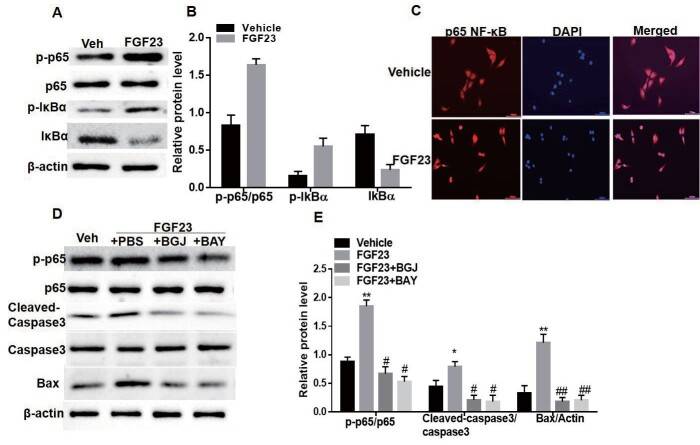 A
Veh FGF23
p-p65
p65
p-IκBα
IκBα
β-actin
B
Vehicle
FGF23
Relative protein level
2.0
1.5
1.0
0.5
0.0
p-p65/p65 p-IkBα IkBα
C
p65 NF-κB DAPI Merged
Vehicle
FGF23
D
FGF23
Veh +PBS +BGJ +BAY
p-p65
p65
Cleaved-
Caspase3
Caspase3
Bax
β-actin
E
Vehicle
FGF23
FGF23+BGJ
FGF23+BAY
Relative protein level
2.5
2.0
1.5
1.0
0.5
0.0
** # #
* # #
** ## ##
p-p65/p65 Cleaved-caspase3/ Bax/Actin
caspase3